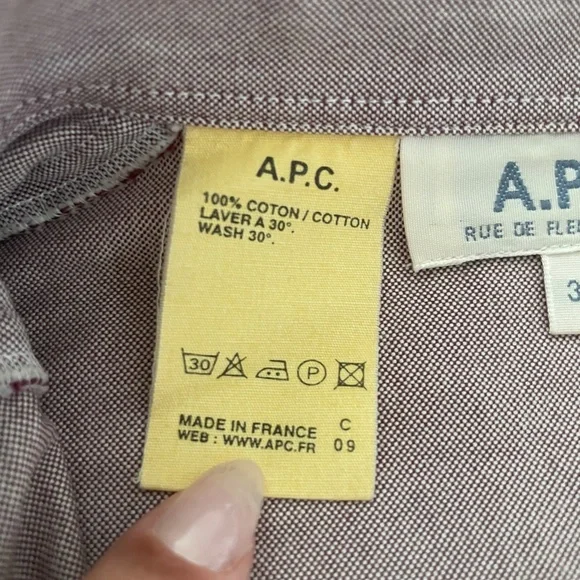 A.P.C.
100% COTON / COTTON
LAVER A 30°.
WASH 30°.
30 P
MADE IN FRANCE C
WEB : WWW.APC.FR 09
A.P
RUE DE FLE
3